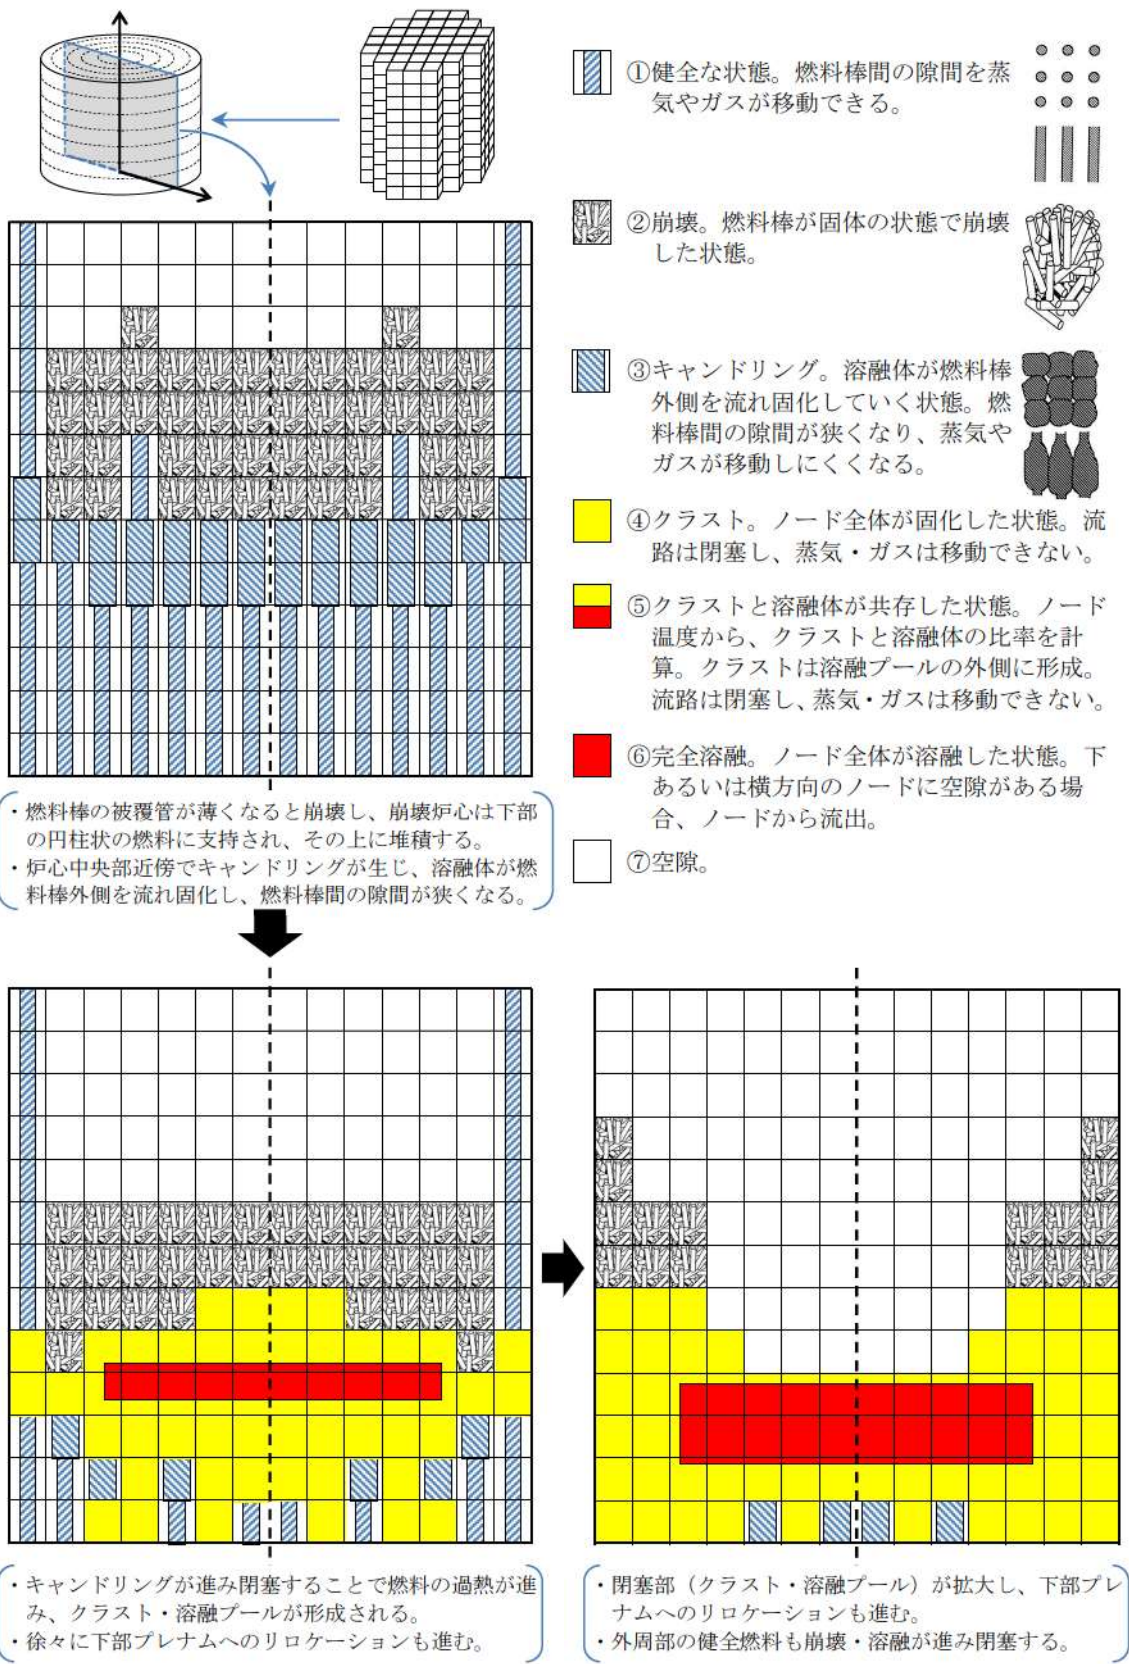 ①健全な状態。燃料棒間の隙間を蒸
気やガスが移動できる。
②崩壊。燃料棒が固体の状態で崩壊
した状態。
③キャンドリング。溶融体が燃料棒
外側を流れ固化していく状態。燃
料棒間の隙間が狭くなり、蒸気や
ガスが移動しにくくなる。
④クラスト。ノード全体が固化した状態。流
路は閉塞し、蒸気・ガスは移動できない。
⑤クラストと溶融体が共存した状態。ノード
温度から、クラストと溶融体の比率を計
算。クラストは溶融プールの外側に形成。
流路は閉塞し、蒸気・ガスは移動できない。
⑥完全溶融。ノード全体が溶融した状態。下
あるいは横方向のノードに空隙がある場
合、ノードから流出。
⑦空隙。
・燃料棒の被覆管が薄くなると崩壊し、崩壊炉心は下部
の円柱状の燃料に支持され、その上に堆積する。
・炉心中央部近傍でキャンドリングが生じ、溶融体が燃
料棒外側を流れ固化し、燃料棒間の隙間が狭くなる。
・キャンドリングが進み閉塞することで燃料の過熱が進
み、クラスト・溶融プールが形成される。
・徐々に下部プレナムへのリロケーションも進む。
・閉塞部（クラスト・溶融プール）が拡大し、下部プレ
ナムへのリロケーションも進む。
・外周部の健全燃料も崩壊・溶融が進み閉塞する。